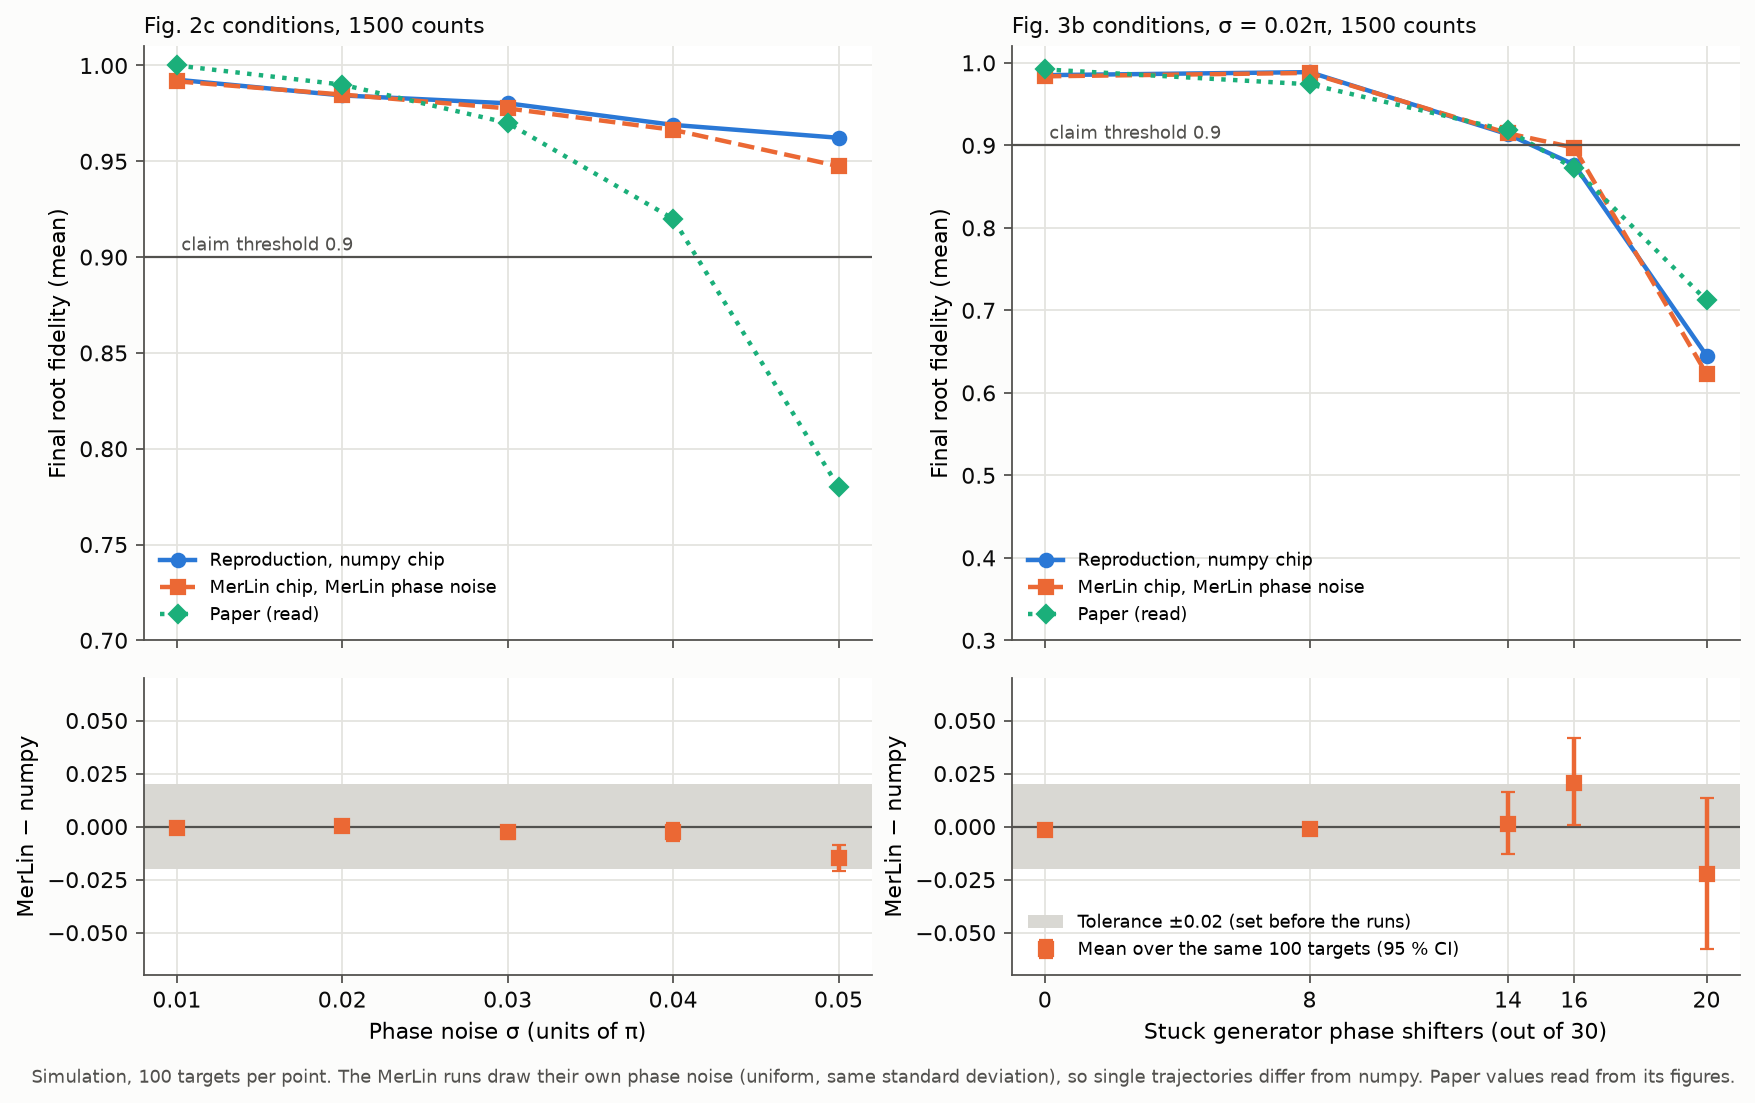 Fig. 2c conditions, 1500 counts
Final root fidelity (mean)
1.00
0.95
0.90
0.85
0.80
0.75
0.70
claim threshold 0.9
Reproduction, numpy chip
MerLin chip, MerLin phase noise
Paper (read)
Fig. 3b conditions, σ = 0.02π, 1500 counts
Final root fidelity (mean)
1.0
0.9
0.8
0.7
0.6
0.5
0.4
0.3
claim threshold 0.9
Reproduction, numpy chip
MerLin chip, MerLin phase noise
Paper (read)
MerLin − numpy
0.050
0.025
0.000
−0.025
−0.050
0.01 0.02 0.03 0.04 0.05
Phase noise σ (units of π)
MerLin − numpy
0.050
0.025
0.000
−0.025
−0.050
Tolerance ±0.02 (set before the runs)
Mean over the same 100 targets (95 % CI)
0 8 14 16 20
Stuck generator phase shifters (out of 30)
Simulation, 100 targets per point. The MerLin runs draw their own phase noise (uniform, same standard deviation), so single trajectories differ from numpy. Paper values read from its figures.